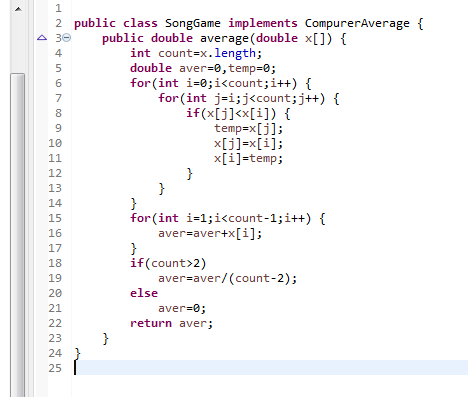 1
2 public class SongGame implements CompurerAverage {
3 public double average(double x[]) {
4 int count=x.length;
5 double aver=0,temp=0;
6 for(int i=0;i<count;i++) {
7 for(int j=i;j<count;j++) {
8 if(x[j]<x[i]) {
9 temp=x[j];
10 x[j]=x[i];
11 x[i]=temp;
12 }
13 }
14 }
15 for(int i=1;i<count-1;i++) {
16 aver=aver+x[i];
17 }
18 if(count>2)
19 aver=aver/(count-2);
20 else
21 aver=0;
22 return aver;
23 }
24 }
25